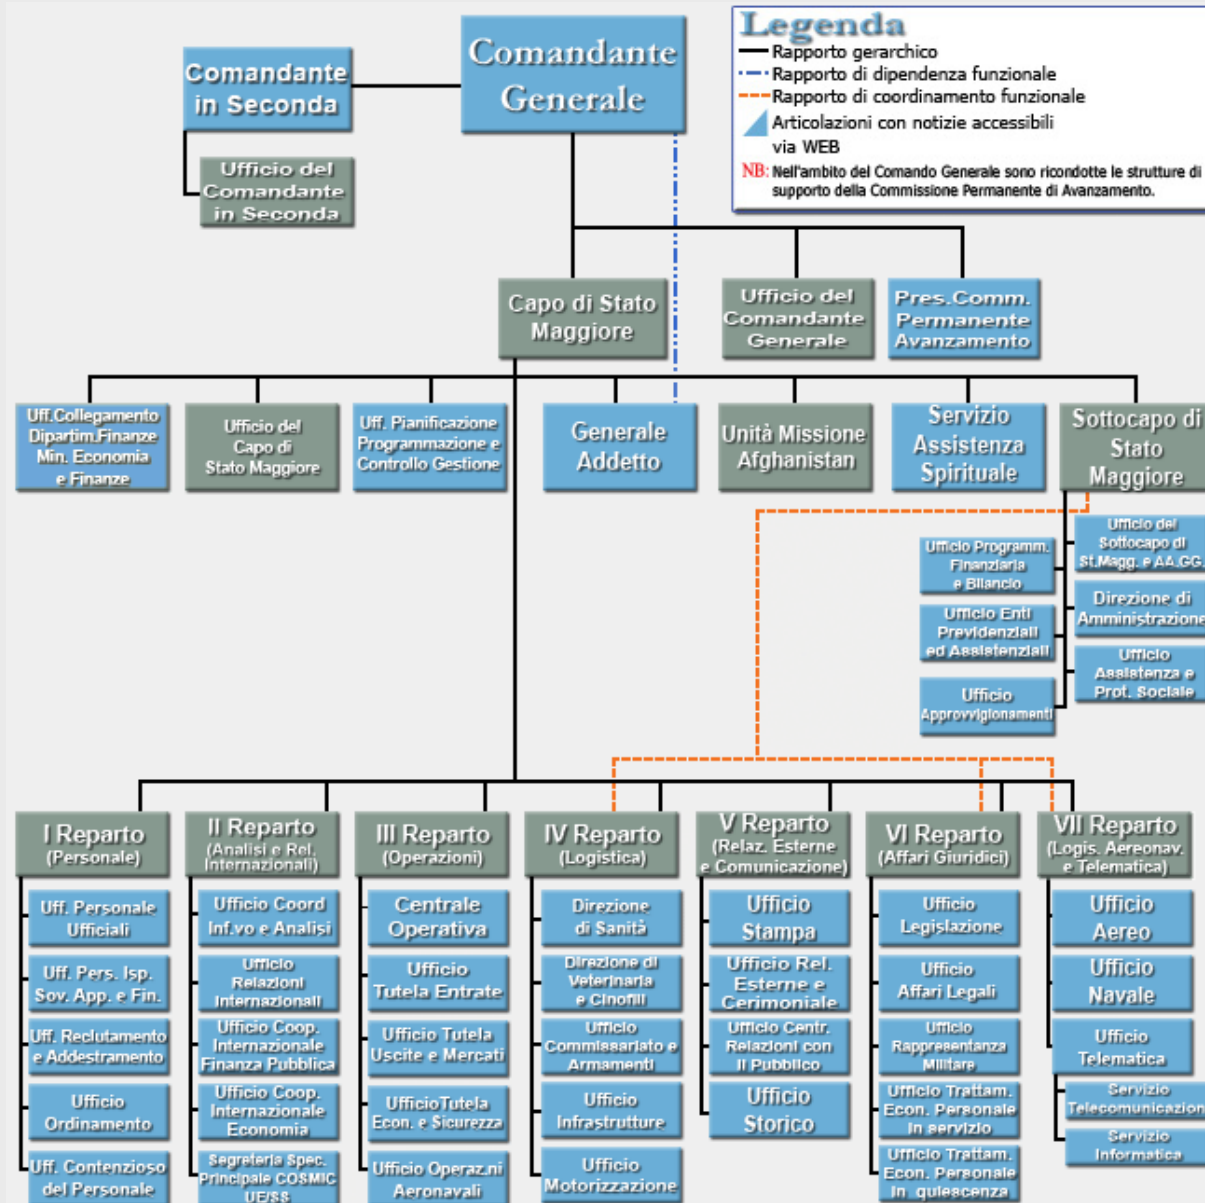 Legenda
Rapporto gerarchico
Rapporto di dipendenza funzionale
Rapporto di coordinamento funzionale
Articolazioni con notizie accessibili
via WEB
NB: Nell'ambito del Comando Generale sono ricondotte le strutture di
supporto della Commissione Permanente di Avanzamento.
Comandante
Generale
Comandante
in Seconda
Ufficio del
Comandante
in Seconda
Capo di Stato
Maggiore
Ufficio del
Comandante
Generale
Pres.Comm.
Permanente
Avanzamento
Uff.Collegamento
Dipartim.Finanze
Min. Economia
e Finanze
Ufficio del
Capo di
Stato Maggiore
Uff. Pianificazione
Programmazione e
Controllo Gestione
Generale
Addetto
Unità Missione
Afghanistan
Servizio
Assistenza
Spirituale
Sottocapo di
Stato
Maggiore
Ufficio Programm.
Finanziaria
e Bilancio
Ufficio Enti
Previdenziali
ed Assistenziali
Ufficio
Approvvigionamenti
Ufficio del
Sottocapo di
St.Magg. e AA.GG.
Direzione di
Amministrazione
Ufficio
Assistenza e
Prot. Sociale
I Reparto
(Personale)
Uff. Personale
Ufficiali
Uff. Pers. Isp.
Sov. App. e Fin.
Uff. Reclutamento
e Addestramento
Ufficio
Ordinamento
Uff. Contenzioso
del Personale
II Reparto
(Analisi e Rel.
Internazionali)
Ufficio Coord
Inf.vo e Analisi
Ufficio
Relazioni
Internazionali
Ufficio Coop.
Internazionale
Finanza Pubblica
Ufficio Coop.
Internazionale
Economia
Segreteria Spec.
Principale COSMIC
UE/SS
III Reparto
(Operazioni)
Centrale
Operativa
Ufficio
Tutela Entrate
Ufficio Tutela
Uscite e Mercati
UfficioTutela
Econ. e Sicurezza
Ufficio Operaz.ni
Aeronavali
IV Reparto
(Logistica)
Direzione
di Sanità
Direzione di
Veterinaria
e Cinofili
Ufficio
Commissariato e
Armamenti
Ufficio
Infrastrutture
Ufficio
Motorizzazione
V Reparto
(Relaz. Esterne
e Comunicazione)
Ufficio
Stampa
Ufficio Rel.
Esterne e
Cerimoniale
Ufficio Centr.
Relazioni con
il Pubblico
Ufficio
Storico
VI Reparto
(Affari Giuridici)
Ufficio
Legislazione
Ufficio
Affari Legali
Ufficio
Rappresentanza
Militare
Ufficio Trattam.
Econ. Personale
in servizio
Ufficio Trattam.
Econ. Personale
in quiescenza
VII Reparto
(Logis. Aereonav.
e Telematica)
Ufficio
Aereo
Ufficio
Navale
Ufficio
Telematica
Servizio
Telecomunicazion
Servizio
Informatica